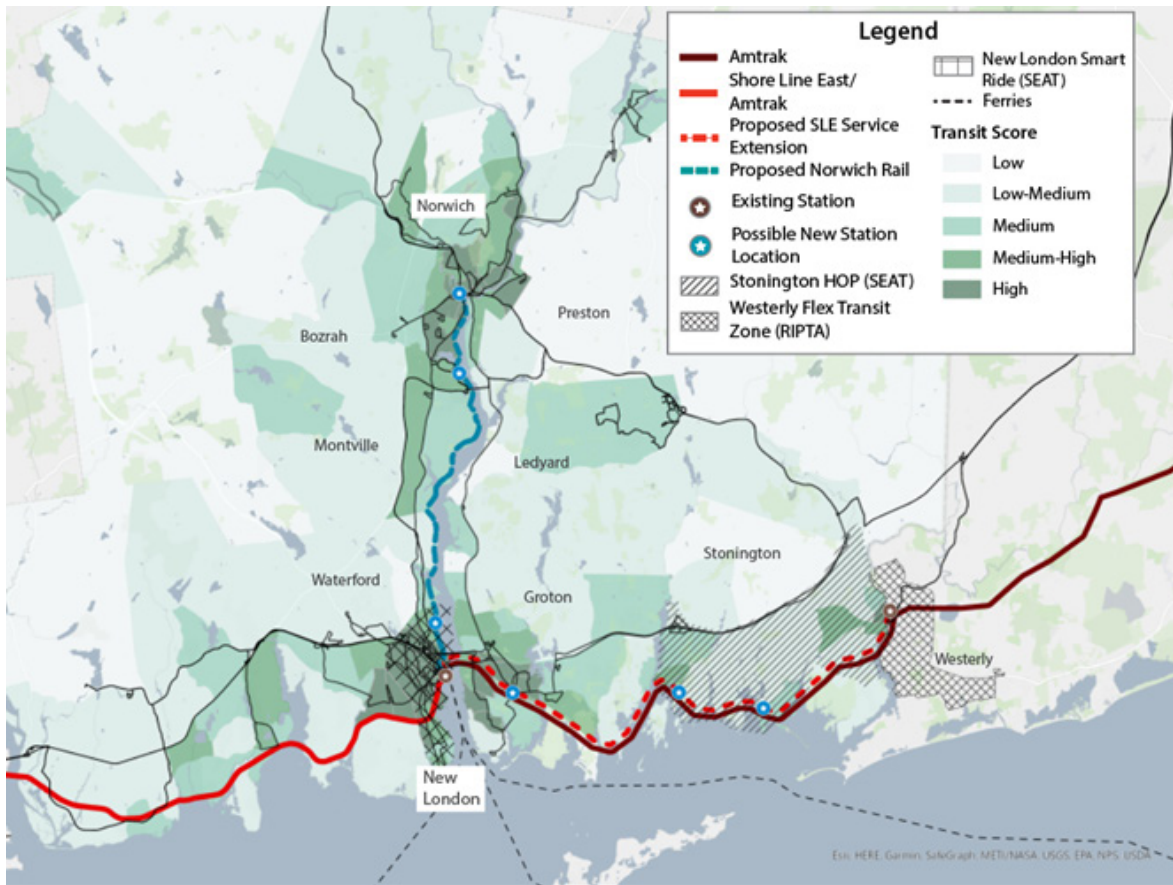 Legend
Amtrak
Shore Line East/
Amtrak
Proposed SLE Service
Extension
Proposed Norwich Rail
Existing Station
Possible New Station
Location
Stonington HOP (SEAT)
Westerly Flex Transit
Zone (RIPTA)
New London Smart
Ride (SEAT)
Ferries
Transit Score
Low
Low-Medium
Medium
Medium-High
High
Norwich
Preston
Bozrah
Montville
Ledyard
Stonington
Waterford
Groton
Westerly
New
London
Esri, HERE, Garmin, SafeGraph, METI/NASA, USGS, EPA, NPS, USDA